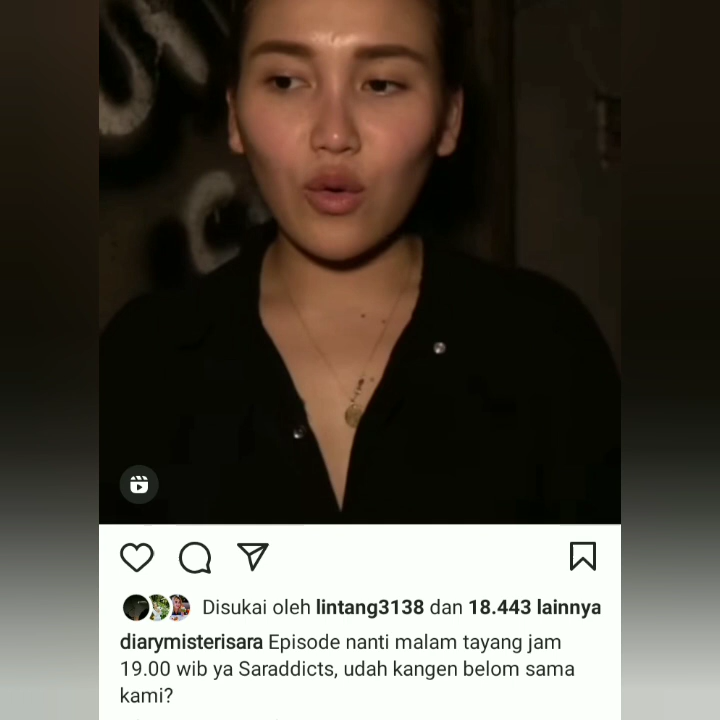 Disukai oleh lintang3138 dan 18.443 lainnya
diarymisterisara Episode nanti malam tayang jam
19.00 wib ya Saraddicts, udah kangen belom sama
kami?